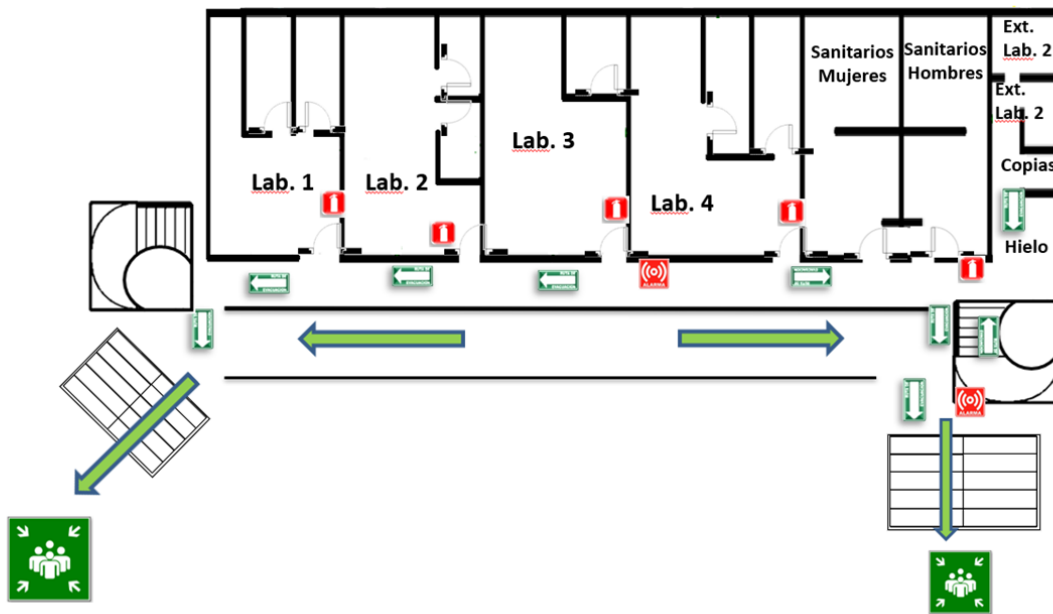 Ext.
Lab. 2
Sanitarios
Mujeres
Sanitarios
Hombres
Ext.
Lab. 2
Lab. 3
Copias
Lab. 1
Lab. 2
Lab. 4
Hielo
ALARMA
ALARMA